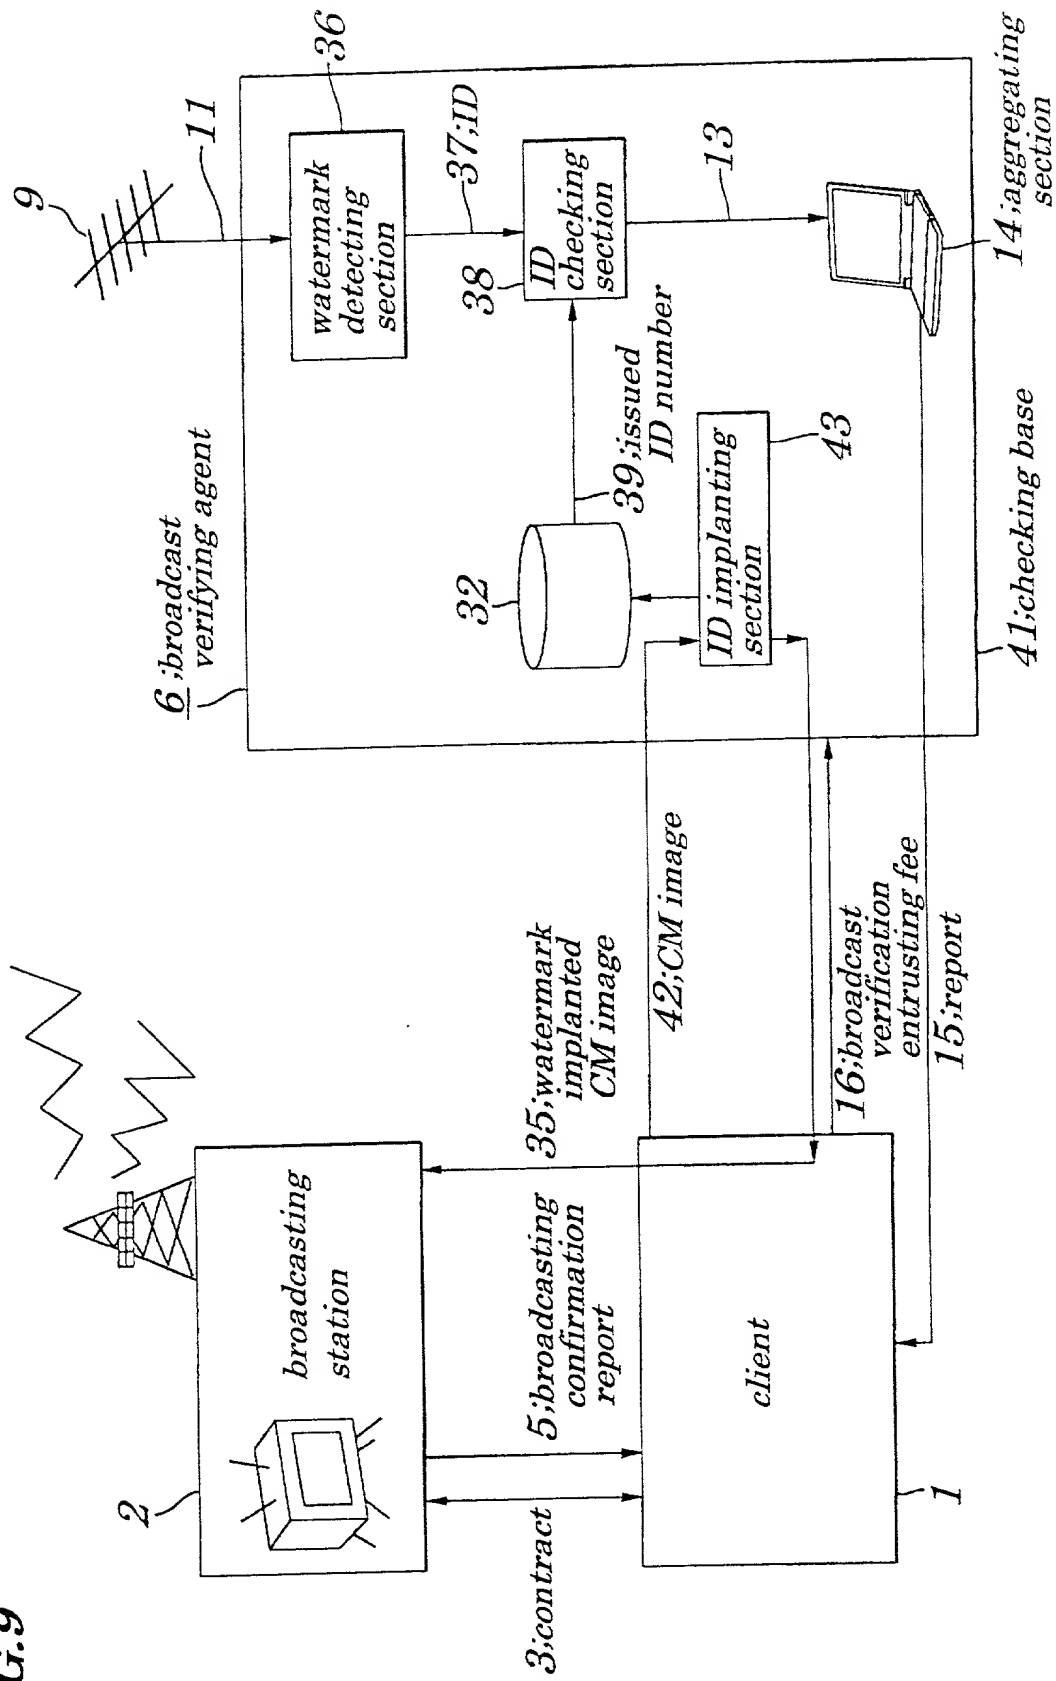 G.9
2
broadcasting
station
3;contract
5;broadcasting
confirmation
report
35;watermark
implanted
CM image
client
1
42;CM image
16;broadcast
verification
entrusting fee
15;report
6;broadcast
verifying agent
9
11
36
watermark
detecting
section
37;ID
38
ID
checking
section
13
32
39;issued
ID number
ID implanting
section
43
14;aggregating
section
41;checking base